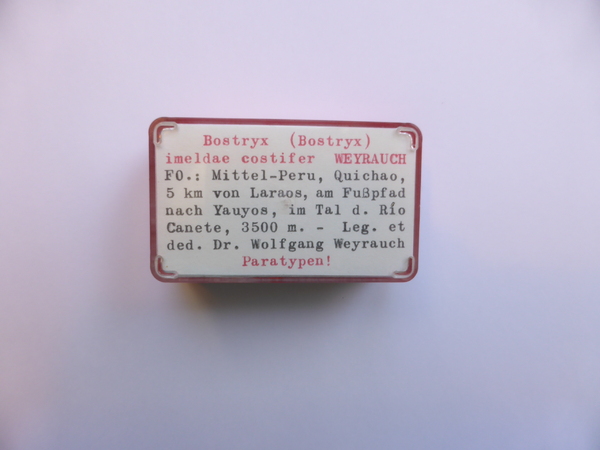 Bostryx (Bostryx)
imeldae costifer WEYRAUCH
FO.: Mittel-Peru, Quichao,
5 km von Laraos, am Fußpfad
nach Yauyos, im Tal d. Río
Canete, 3500 m. - Leg. et
ded. Dr. Wolfgang Weyrauch
Paratypen!